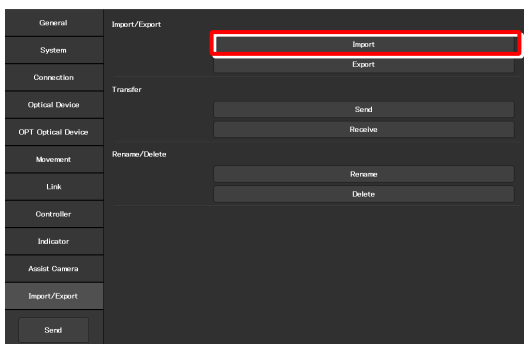 General
System
Connection
Optical Device
OPT Optical Device
Movement
Link
Controller
Indicator
Assist Camera
Import/Export
Send
Import/Export
Import
Export
Transfer
Send
Receive
Rename/Delete
Rename
Delete